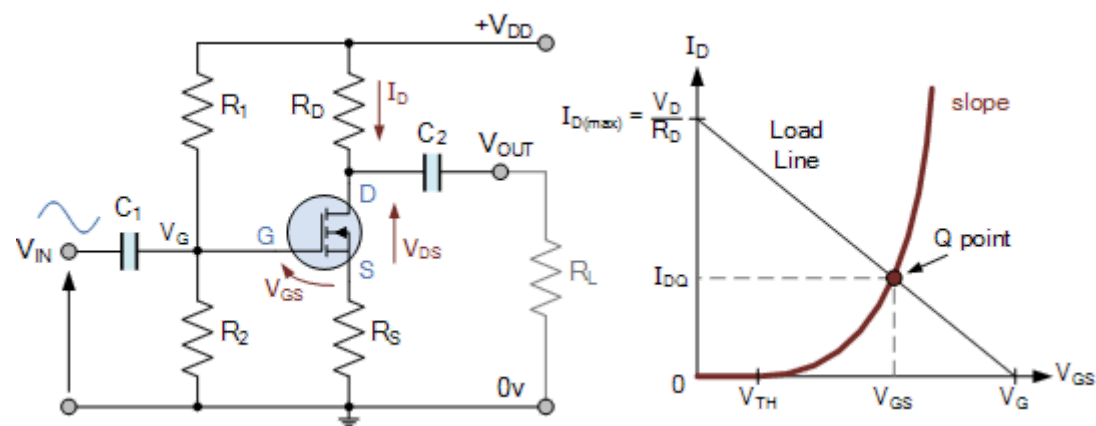 +VDD
R1
RD
ID
C2
VOUT
C1
VG
G
D
VIN
VDS
S
VGS
RL
R2
RS
0v
ID
slope
ID(max) = VD/RD
Load
Line
Q point
IDQ
0
VTH
VGS
VG
VGS